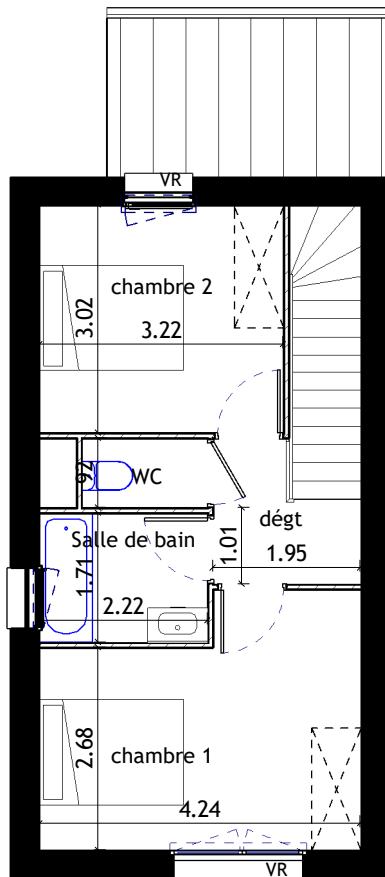 VR
chambre 2
3.02
3.22
92
WC
dégt
Salle de bain
1.01
1.95
1.71
2.22
2.68
chambre 1
4.24
VR